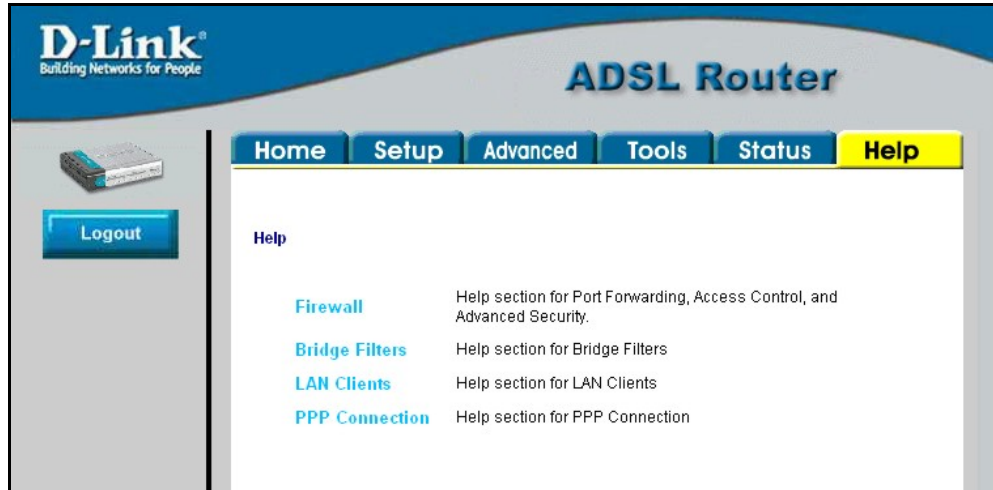 D-Link®
Building Networks for People
ADSL Router
Home Setup Advanced Tools Status Help
Logout
Help
Firewall Help section for Port Forwarding, Access Control, and
Advanced Security.
Bridge Filters Help section for Bridge Filters
LAN Clients Help section for LAN Clients
PPP Connection Help section for PPP Connection